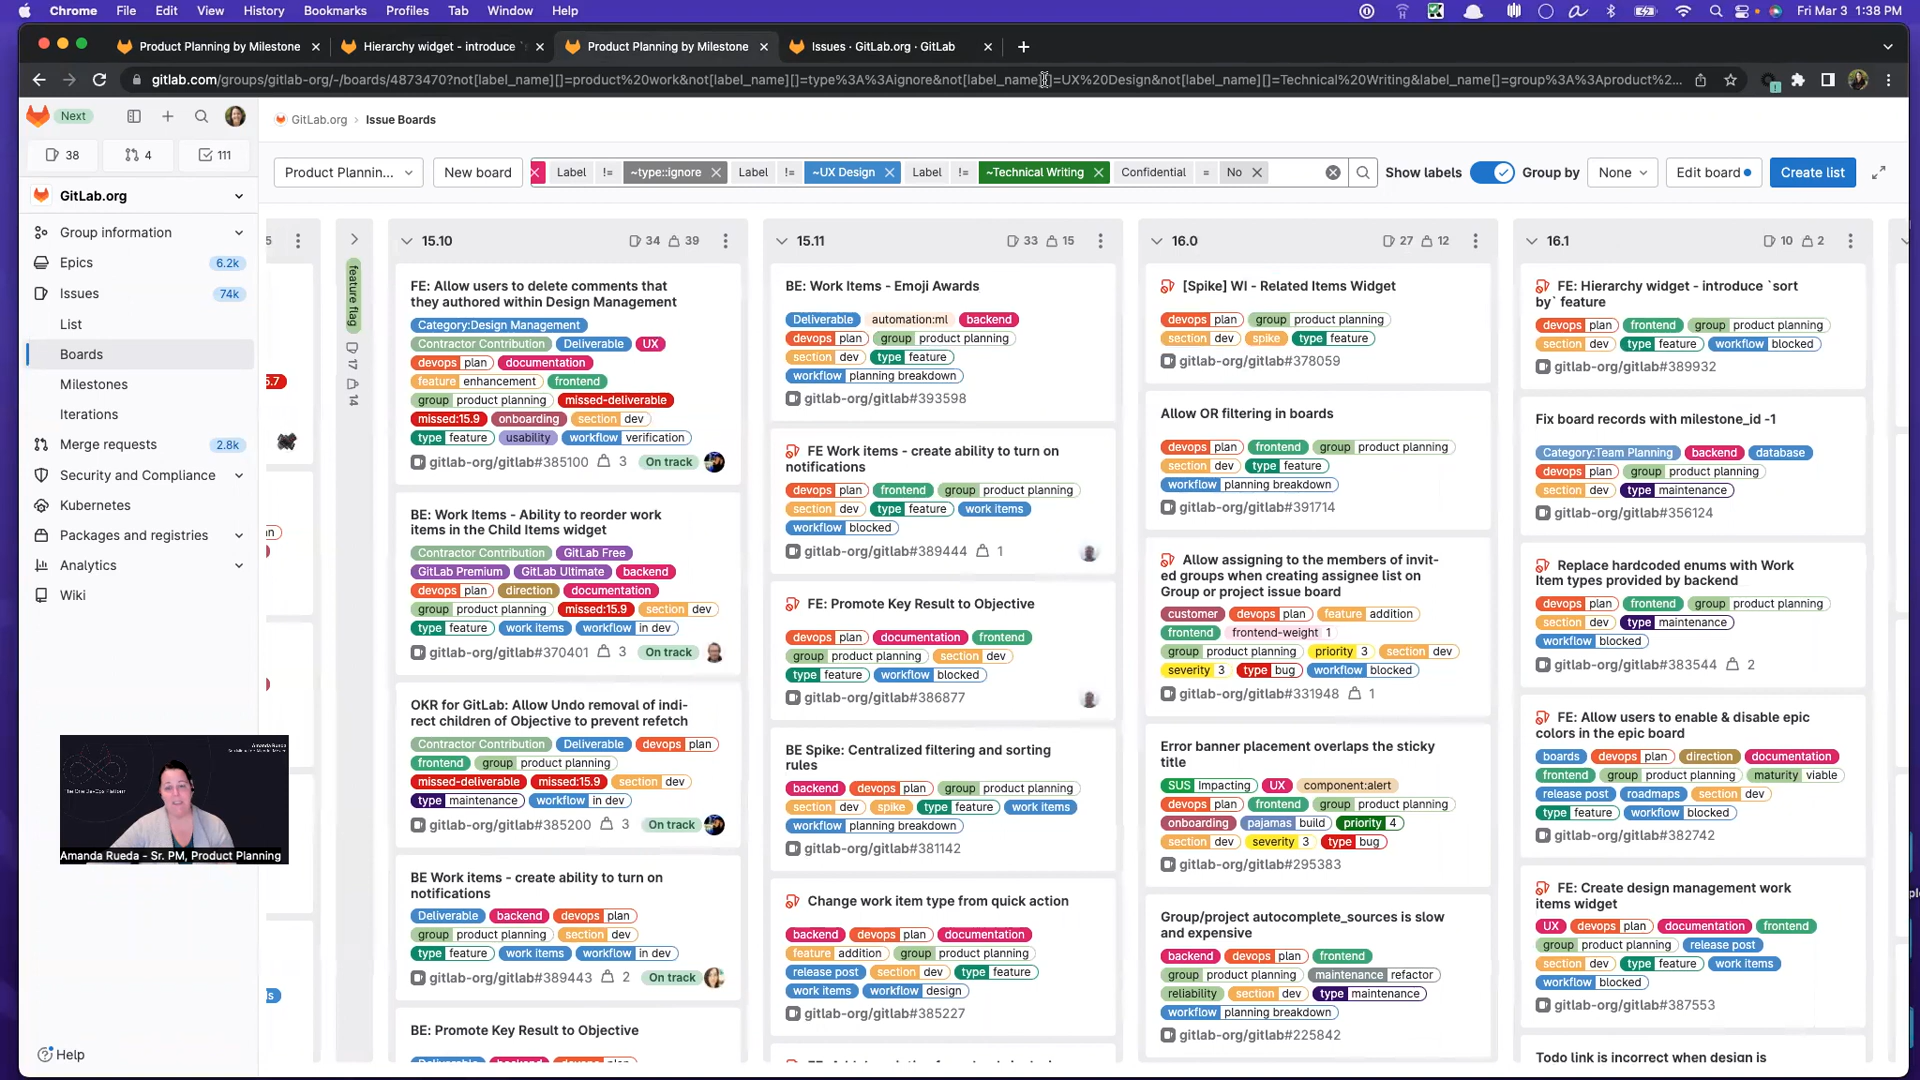 Chrome File Edit View History Bookmarks Profiles Tab Window Help Fri Mar 3 1:38 PM
Product Planning by Milestone Hierarchy widget - introduce ` Product Planning by Milestone Issues · GitLab.org · GitLab
gitlab.com/groups/gitlab-org/-/boards/4873470?not[label_name][]=product%20work&not[label_name][]=type%3A%3Aignore&not[label_name][]=UX%20Design&not[label_name][]=Technical%20Writing&label_name[]=group%3A%3Aproduct%2...
Next
38 4 111
GitLab.org
Group information
Epics 6.2k
Issues 74k
List
Boards
Milestones
Iterations
Merge requests 2.8k
Security and Compliance
Kubernetes
Packages and registries
Analytics
Wiki
Amanda Rueda - Sr. PM, Product Planning
Help
GitLab.org › Issue Boards
Product Plannin... New board Label != ~type::ignore Label != ~UX Design Label != ~Technical Writing Confidential = No Show labels Group by None Edit board Create list
5
5.7
feature flag 17 14
15.10 34 39
FE: Allow users to delete comments that
they authored within Design Management
Category:Design Management
Contractor Contribution Deliverable UX
devops plan documentation
feature enhancement frontend
group product planning missed-deliverable
missed:15.9 onboarding section dev
type feature usability workflow verification
gitlab-org/gitlab#385100 3 On track
BE: Work Items - Ability to reorder work
items in the Child Items widget
Contractor Contribution GitLab Free
GitLab Premium GitLab Ultimate backend
devops plan direction documentation
group product planning missed:15.9 section dev
type feature work items workflow in dev
gitlab-org/gitlab#370401 3 On track
OKR for GitLab: Allow Undo removal of indi-
rect children of Objective to prevent refetch
Contractor Contribution Deliverable devops plan
frontend group product planning
missed-deliverable missed:15.9 section dev
type maintenance workflow in dev
gitlab-org/gitlab#385200 3 On track
BE Work items - create ability to turn on
notifications
Deliverable backend devops plan
group product planning section dev
type feature work items workflow in dev
gitlab-org/gitlab#389443 2 On track
BE: Promote Key Result to Objective
15.11 33 15
BE: Work Items - Emoji Awards
Deliverable automation:ml backend
devops plan group product planning
section dev type feature
workflow planning breakdown
gitlab-org/gitlab#393598
FE Work items - create ability to turn on
notifications
devops plan frontend group product planning
section dev type feature work items
workflow blocked
gitlab-org/gitlab#389444 1
FE: Promote Key Result to Objective
devops plan documentation frontend
group product planning section dev
type feature workflow blocked
gitlab-org/gitlab#386877
BE Spike: Centralized filtering and sorting
rules
backend devops plan group product planning
section dev spike type feature work items
workflow planning breakdown
gitlab-org/gitlab#381142
Change work item type from quick action
backend devops plan documentation
feature addition group product planning
release post section dev type feature
work items workflow design
gitlab-org/gitlab#385227
16.0 27 12
[Spike] WI - Related Items Widget
devops plan group product planning
section dev spike type feature
gitlab-org/gitlab#378059
Allow OR filtering in boards
devops plan frontend group product planning
section dev type feature
workflow planning breakdown
gitlab-org/gitlab#391714
Allow assigning to the members of invit-
ed groups when creating assignee list on
Group or project issue board
customer devops plan feature addition
frontend frontend-weight 1
group product planning priority 3 section dev
severity 3 type bug workflow blocked
gitlab-org/gitlab#331948 1
Error banner placement overlaps the sticky
title
SUS Impacting UX component:alert
devops plan frontend group product planning
onboarding pajamas build priority 4
section dev severity 3 type bug
gitlab-org/gitlab#295383
Group/project autocomplete_sources is slow
and expensive
backend devops plan frontend
group product planning maintenance refactor
reliability section dev type maintenance
workflow planning breakdown
gitlab-org/gitlab#225842
16.1 10 2
FE: Hierarchy widget - introduce `sort
by` feature
devops plan frontend group product planning
section dev type feature workflow blocked
gitlab-org/gitlab#389932
Fix board records with milestone_id -1
Category:Team Planning backend database
devops plan group product planning
section dev type maintenance
gitlab-org/gitlab#356124
Replace hardcoded enums with Work
Item types provided by backend
devops plan frontend group product planning
section dev type maintenance
workflow blocked
gitlab-org/gitlab#383544 2
FE: Allow users to enable & disable epic
colors in the epic board
boards devops plan direction documentation
frontend group product planning maturity viable
release post roadmaps section dev
type feature workflow blocked
gitlab-org/gitlab#382742
FE: Create design management work
items widget
UX devops plan documentation frontend
group product planning release post
section dev type feature work items
workflow blocked
gitlab-org/gitlab#387553
Todo link is incorrect when design is